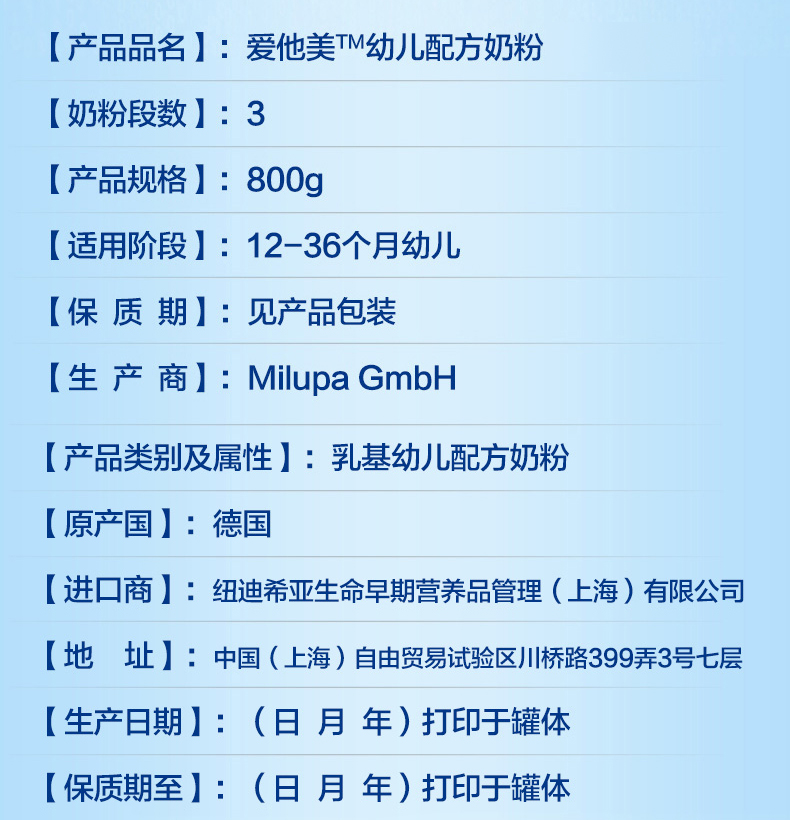 【产品品名】：爱他美™幼儿配方奶粉
【奶粉段数】：3
【产品规格】：800g
【适用阶段】：12-36个月幼儿
【保 质 期】：见产品包装
【生 产 商】：Milupa GmbH
【产品类别及属性】：乳基幼儿配方奶粉
【原产国】：德国
【进口商】：纽迪希亚生命早期营养品管理（上海）有限公司
【地 址】：中国（上海）自由贸易试验区川桥路399弄3号七层
【生产日期】：（日 月 年）打印于罐体
【保质期至】：（日 月 年）打印于罐体